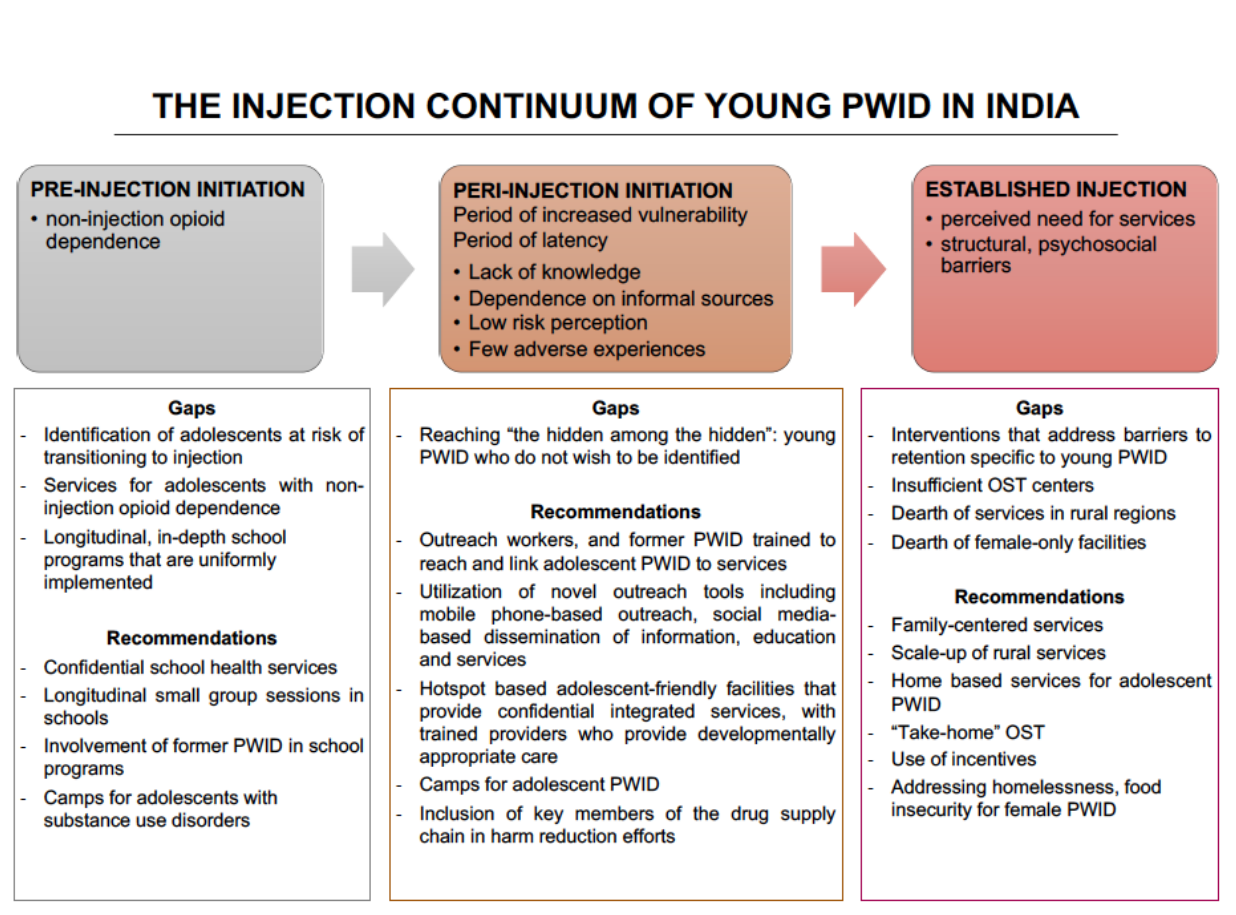 THE INJECTION CONTINUUM OF YOUNG PWID IN INDIA
PRE-INJECTION INITIATION
• non-injection opioid
dependence
PERI-INJECTION INITIATION
Period of increased vulnerability
Period of latency
• Lack of knowledge
• Dependence on informal sources
• Low risk perception
• Few adverse experiences
ESTABLISHED INJECTION
• perceived need for services
• structural, psychosocial
barriers
Gaps
- Identification of adolescents at risk of
transitioning to injection
- Services for adolescents with non-
injection opioid dependence
- Longitudinal, in-depth school
programs that are uniformly
implemented
Recommendations
- Confidential school health services
- Longitudinal small group sessions in
schools
- Involvement of former PWID in school
programs
- Camps for adolescents with
substance use disorders
Gaps
- Reaching “the hidden among the hidden”: young
PWID who do not wish to be identified
Recommendations
- Outreach workers, and former PWID trained to
reach and link adolescent PWID to services
- Utilization of novel outreach tools including
mobile phone-based outreach, social media-
based dissemination of information, education
and services
- Hotspot based adolescent-friendly facilities that
provide confidential integrated services, with
trained providers who provide developmentally
appropriate care
- Camps for adolescent PWID
- Inclusion of key members of the drug supply
chain in harm reduction efforts
Gaps
- Interventions that address barriers to
retention specific to young PWID
- Insufficient OST centers
- Dearth of services in rural regions
- Dearth of female-only facilities
Recommendations
- Family-centered services
- Scale-up of rural services
- Home based services for adolescent
PWID
- “Take-home” OST
- Use of incentives
- Addressing homelessness, food
insecurity for female PWID